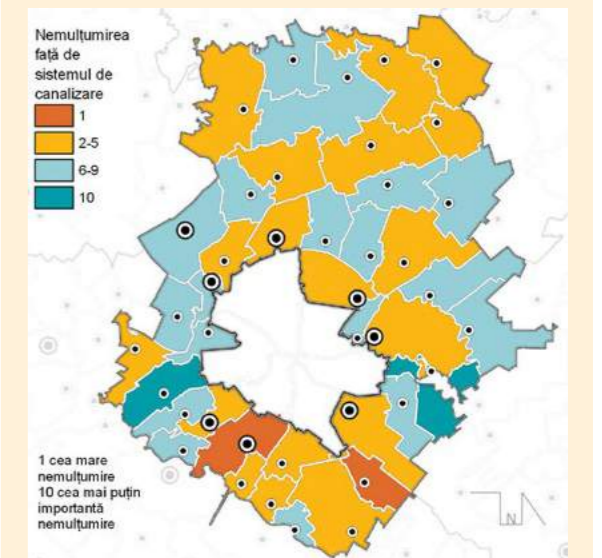 Nemulțumirea
față de
sistemul de
canalizare
1
2-5
6-9
10
1 cea mare
nemulțumire
10 cea mai puțin
importantă
nemulțumire
N